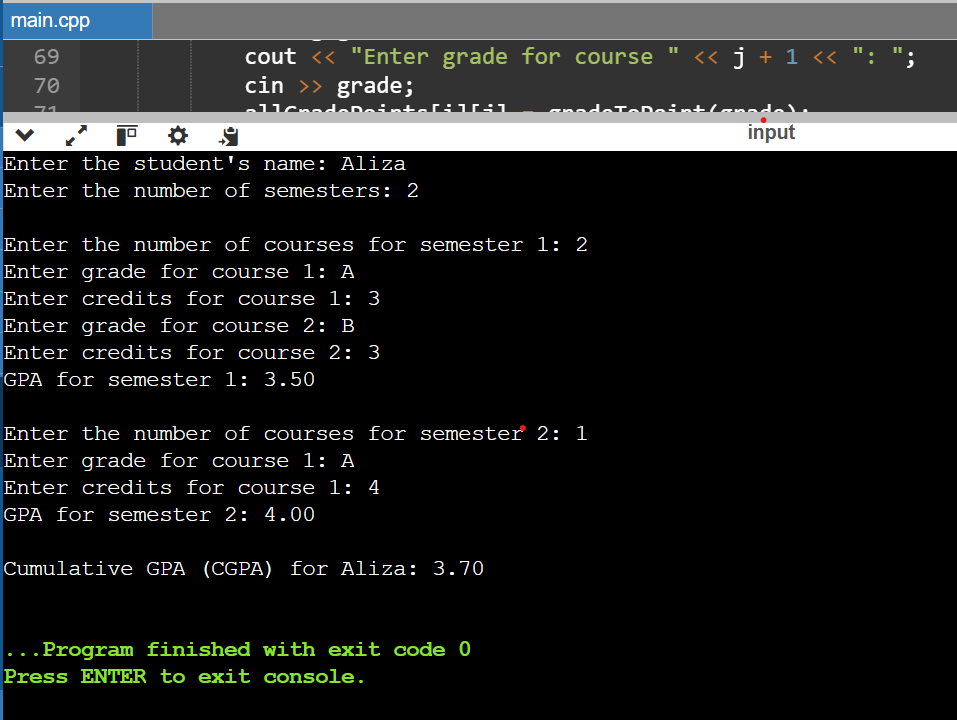 main.cpp
69 cout << "Enter grade for course " << j + 1 << ": ";
70 cin >> grade;
71 allGradePoints[i][j] = gradeToPoint(grade);
input
Enter the student's name: Aliza
Enter the number of semesters: 2
Enter the number of courses for semester 1: 2
Enter grade for course 1: A
Enter credits for course 1: 3
Enter grade for course 2: B
Enter credits for course 2: 3
GPA for semester 1: 3.50
Enter the number of courses for semester 2: 1
Enter grade for course 1: A
Enter credits for course 1: 4
GPA for semester 2: 4.00
Cumulative GPA (CGPA) for Aliza: 3.70
...Program finished with exit code 0
Press ENTER to exit console.